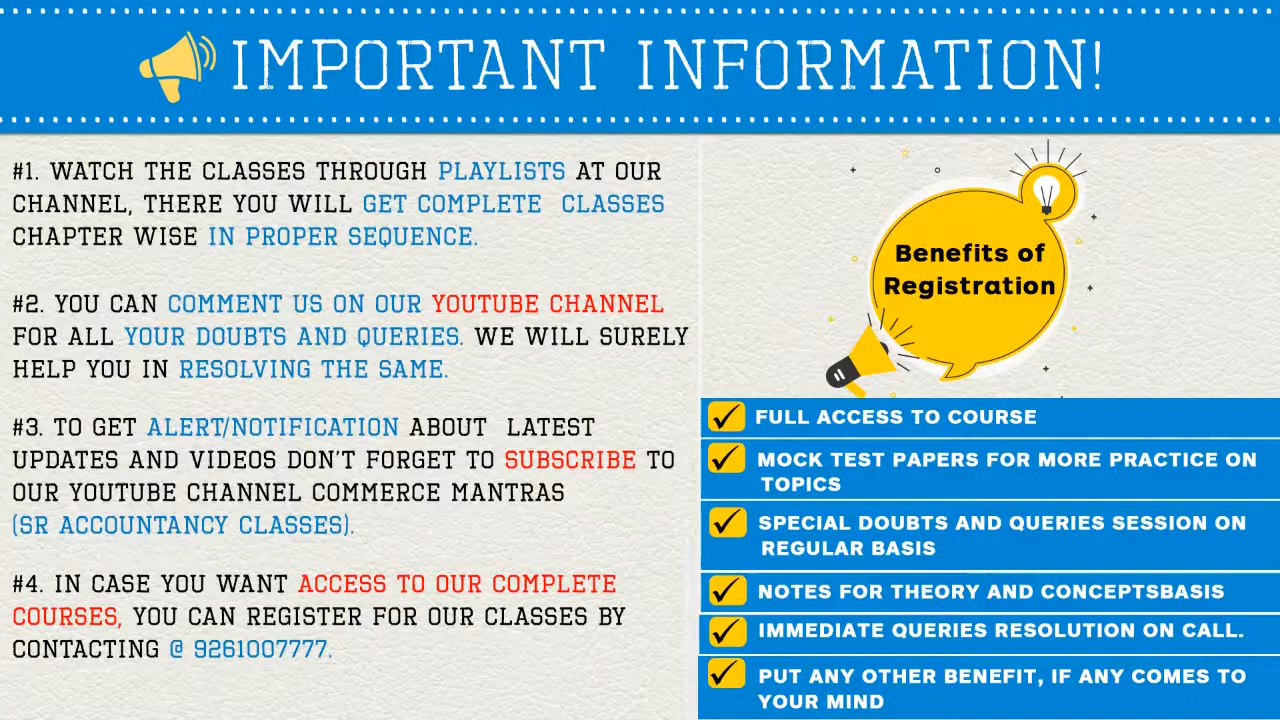 IMPORTANT INFORMATION!
#1. WATCH THE CLASSES THROUGH PLAYLISTS AT OUR
CHANNEL, THERE YOU WILL GET COMPLETE CLASSES
CHAPTER WISE IN PROPER SEQUENCE.
#2. YOU CAN COMMENT US ON OUR YOUTUBE CHANNEL
FOR ALL YOUR DOUBTS AND QUERIES. WE WILL SURELY
HELP YOU IN RESOLVING THE SAME.
#3. TO GET ALERT/NOTIFICATION ABOUT LATEST
UPDATES AND VIDEOS DON'T FORGET TO SUBSCRIBE TO
OUR YOUTUBE CHANNEL COMMERCE MANTRAS
(SR ACCOUNTANCY CLASSES).
#4. IN CASE YOU WANT ACCESS TO OUR COMPLETE
COURSES, YOU CAN REGISTER FOR OUR CLASSES BY
CONTACTING @ 9261007777.
Benefits of
Registration
FULL ACCESS TO COURSE
MOCK TEST PAPERS FOR MORE PRACTICE ON
TOPICS
SPECIAL DOUBTS AND QUERIES SESSION ON
REGULAR BASIS
NOTES FOR THEORY AND CONCEPTSBASIS
IMMEDIATE QUERIES RESOLUTION ON CALL.
PUT ANY OTHER BENEFIT, IF ANY COMES TO
YOUR MIND